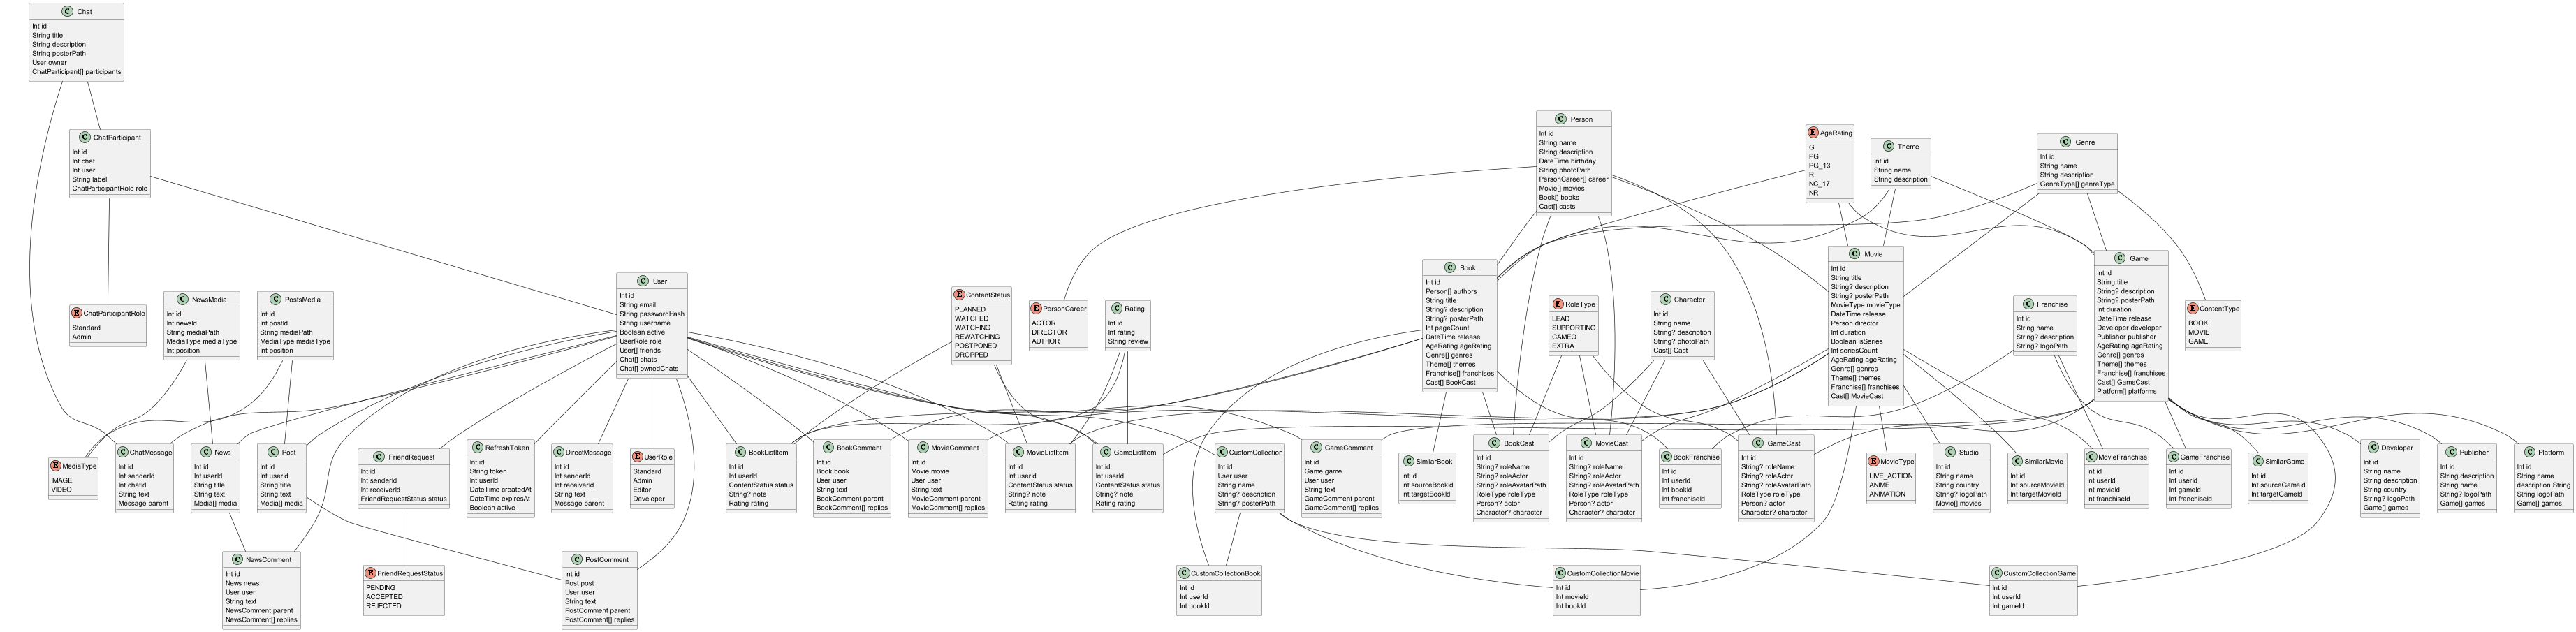 Chat
Int id
String title
String description
String posterPath
User owner
ChatParticipant[] participants
ChatParticipant
Int id
Int chat
Int user
String label
ChatParticipantRole role
Person
Int id
String name
String description
DateTime birthday
String photoPath
PersonCareer[] career
Movie[] movies
Book[] books
Cast[] casts
AgeRating
G
PG
PG_13
R
NC_17
NR
Theme
Int id
String name
String description
Genre
Int id
String name
String description
GenreType[] genreType
ChatParticipantRole
Standard
Admin
NewsMedia
Int id
Int newsId
String mediaPath
MediaType mediaType
Int position
PostsMedia
Int id
Int postId
String mediaPath
MediaType mediaType
Int position
User
Int id
String email
String passwordHash
String username
Boolean active
UserRole role
User[] friends
Chat[] chats
Chat[] ownedChats
ContentStatus
PLANNED
WATCHED
WATCHING
REWATCHING
POSTPONED
DROPPED
PersonCareer
ACTOR
DIRECTOR
AUTHOR
Rating
Int id
Int rating
String review
Book
Int id
Person[] authors
String title
String? description
String? posterPath
Int pageCount
DateTime release
AgeRating ageRating
Genre[] genres
Theme[] themes
Franchise[] franchises
Cast[] BookCast
RoleType
LEAD
SUPPORTING
CAMEO
EXTRA
Character
Int id
String name
String? description
String? photoPath
Cast[] Cast
Movie
Int id
String title
String? description
String? posterPath
MovieType movieType
DateTime release
Person director
Int duration
Boolean isSeries
Int seriesCount
AgeRating ageRating
Genre[] genres
Theme[] themes
Franchise[] franchises
Cast[] MovieCast
Franchise
Int id
String name
String? description
String? logoPath
Game
Int id
String title
String? description
String? posterPath
Int duration
DateTime release
Developer developer
Publisher publisher
AgeRating ageRating
Genre[] genres
Theme[] themes
Franchise[] franchises
Cast[] GameCast
Platform[] platforms
ContentType
BOOK
MOVIE
GAME
MediaType
IMAGE
VIDEO
ChatMessage
Int id
Int senderId
Int chatId
String text
Message parent
News
Int id
Int userId
String title
String text
Media[] media
Post
Int id
Int userId
String title
String text
Media[] media
FriendRequest
Int id
Int senderId
Int receiverId
FriendRequestStatus status
RefreshToken
Int id
String token
Int userId
DateTime createdAt
DateTime expiresAt
Boolean active
DirectMessage
Int id
Int senderId
Int receiverId
String text
Message parent
UserRole
Standard
Admin
Editor
Developer
BookListItem
Int id
Int userId
ContentStatus status
String? note
Rating rating
BookComment
Int id
Book book
User user
String text
BookComment parent
BookComment[] replies
MovieComment
Int id
Movie movie
User user
String text
MovieComment parent
MovieComment[] replies
MovieListItem
Int id
Int userId
ContentStatus status
String? note
Rating rating
GameListItem
Int id
Int userId
ContentStatus status
String? note
Rating rating
CustomCollection
Int id
User user
String name
String? description
String? posterPath
GameComment
Int id
Game game
User user
String text
GameComment parent
GameComment[] replies
SimilarBook
Int id
Int sourceBookId
Int targetBookId
BookCast
Int id
String? roleName
String? roleActor
String? roleAvatarPath
RoleType roleType
Person? actor
Character? character
MovieCast
Int id
String? roleName
String? roleActor
String? roleAvatarPath
RoleType roleType
Person? actor
Character? character
BookFranchise
Int id
Int userId
Int bookId
Int franchiseId
GameCast
Int id
String? roleName
String? roleActor
String? roleAvatarPath
RoleType roleType
Person? actor
Character? character
MovieType
LIVE_ACTION
ANIME
ANIMATION
Studio
Int id
String name
String country
String? logoPath
Movie[] movies
SimilarMovie
Int id
Int sourceMovieId
Int targetMovieId
MovieFranchise
Int id
Int userId
Int movieId
Int franchiseId
GameFranchise
Int id
Int userId
Int gameId
Int franchiseId
SimilarGame
Int id
Int sourceGameId
Int targetGameId
Developer
Int id
String name
String description
String country
String? logoPath
Game[] games
Publisher
Int id
String description
String name
String? logoPath
Game[] games
Platform
Int id
String name
description String
String logoPath
Game[] games
NewsComment
Int id
News news
User user
String text
NewsComment parent
NewsComment[] replies
FriendRequestStatus
PENDING
ACCEPTED
REJECTED
PostComment
Int id
Post post
User user
String text
PostComment parent
PostComment[] replies
CustomCollectionBook
Int id
Int userId
Int bookId
CustomCollectionMovie
Int id
Int movieId
Int bookId
CustomCollectionGame
Int id
Int userId
Int gameId